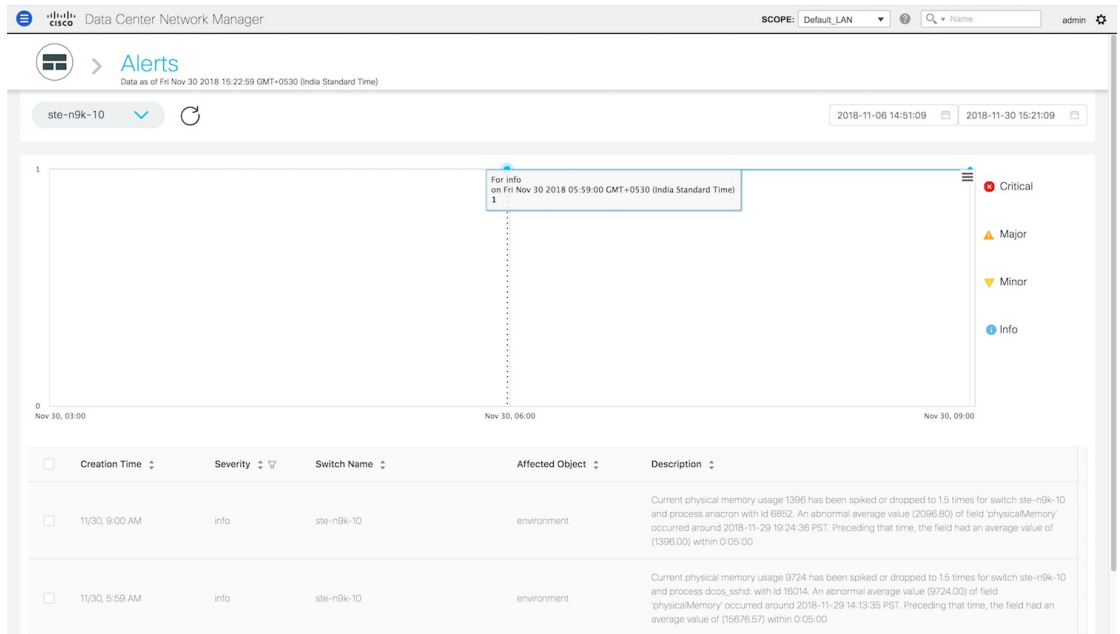 cisco Data Center Network Manager SCOPE: Default_LAN Name admin
Alerts
Data as of Fri Nov 30 2018 15:22:59 GMT+0530 (India Standard Time)
ste-n9k-10 2018-11-06 14:51:09 2018-11-30 15:21:09
1
For info
on Fri Nov 30 2018 05:59:00 GMT+0530 (India Standard Time)
1
Critical
Major
Minor
Info
0
Nov 30, 03:00 Nov 30, 06:00 Nov 30, 09:00
Creation Time Severity Switch Name Affected Object Description
11/30, 9:00 AM info ste-n9k-10 environment
Current physical memory usage 1396 has been spiked or dropped to 1.5 times for switch ste-n9k-10
and process anacron with Id 6852. An abnormal average value (2096.80) of field 'physicalMemory'
occurred around 2018-11-29 19:24:36 PST. Preceding that time, the field had an average value of
(1396.00) within 0:05:00
11/30, 5:59 AM info ste-n9k-10 environment
Current physical memory usage 9724 has been spiked or dropped to 1.5 times for switch ste-n9k-10
and process dcos_sshd: with Id 16014. An abnormal average value (9724.00) of field
'physicalMemory' occurred around 2018-11-29 14:13:35 PST. Preceding that time, the field had an
average value of (15676.57) within 0:05:00